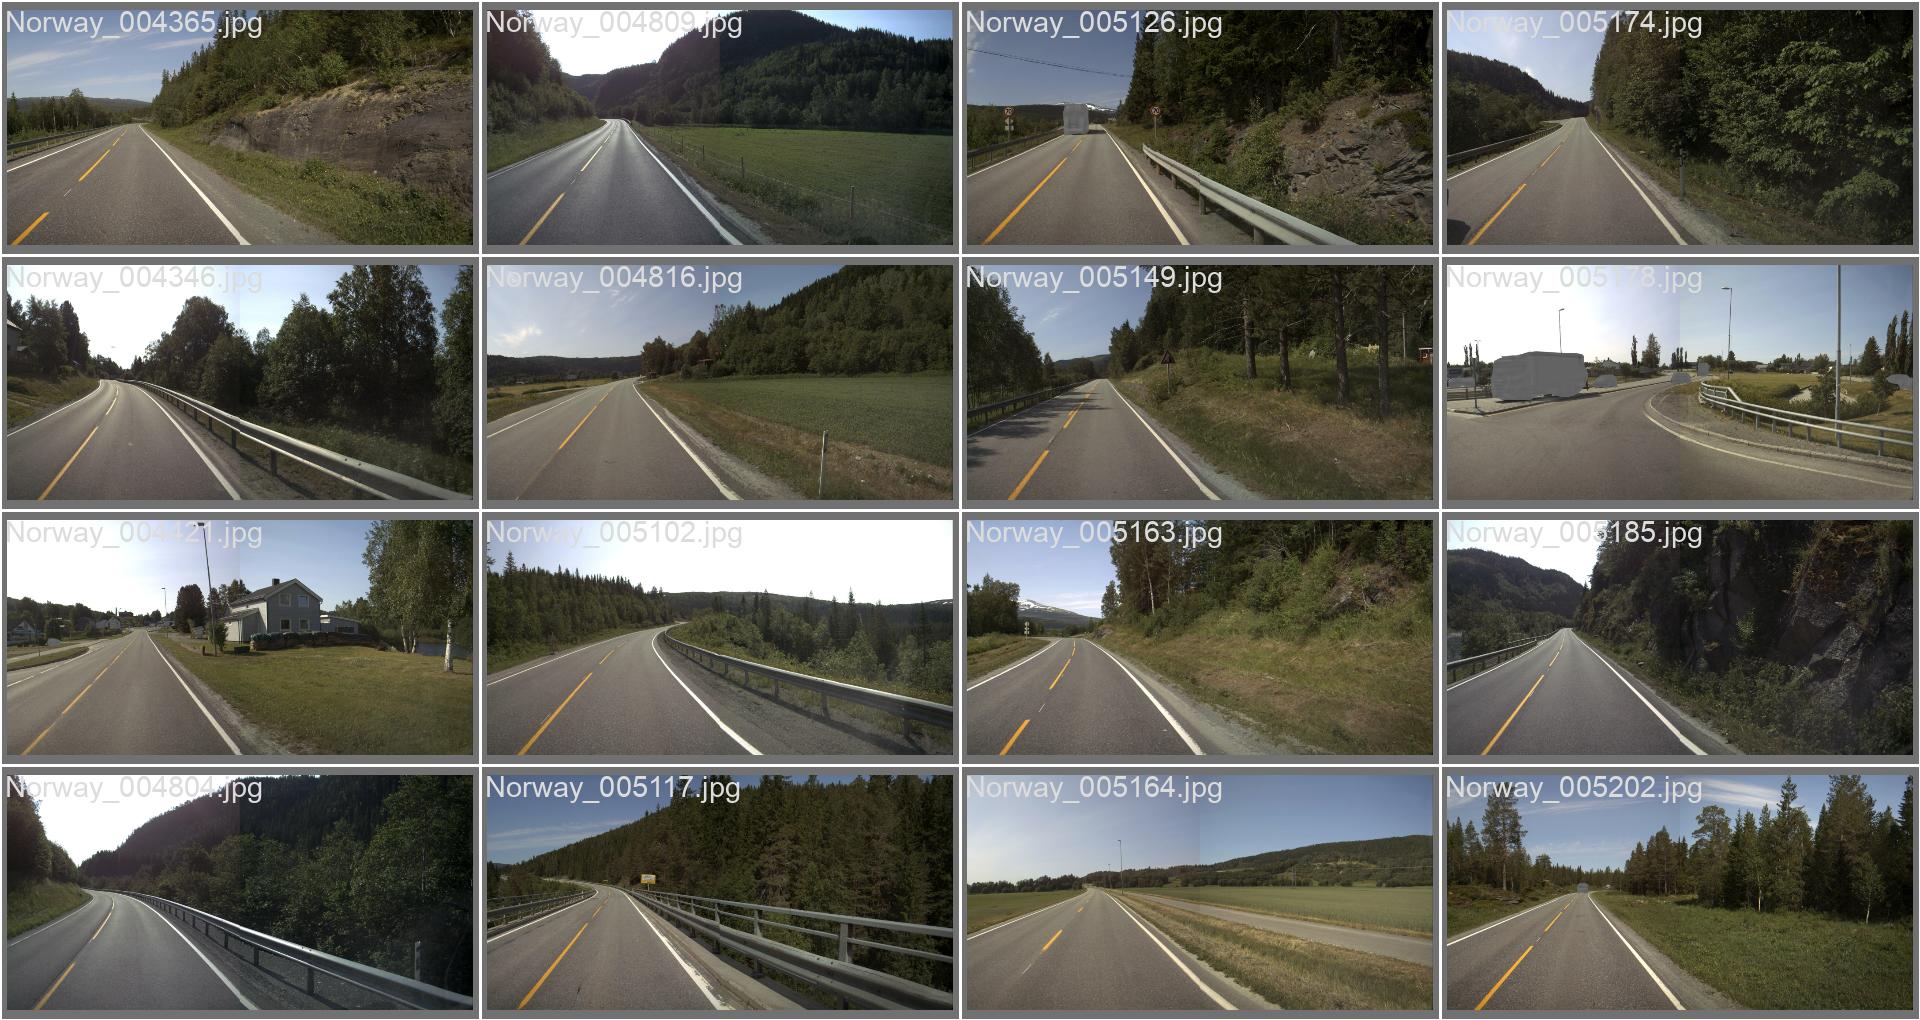 Norway_004365.jpg
Norway_004809.jpg
Norway_005126.jpg
Norway_005174.jpg
Norway_004346.jpg
Norway_004816.jpg
Norway_005149.jpg
Norway_005178.jpg
Norway_004421.jpg
Norway_005102.jpg
Norway_005163.jpg
Norway_005185.jpg
Norway_004804.jpg
Norway_005117.jpg
Norway_005164.jpg
Norway_005202.jpg